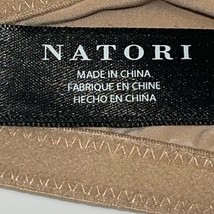 NATORI
MADE IN CHINA
FABRIQUE EN CHINE
HECHO EN CHINA